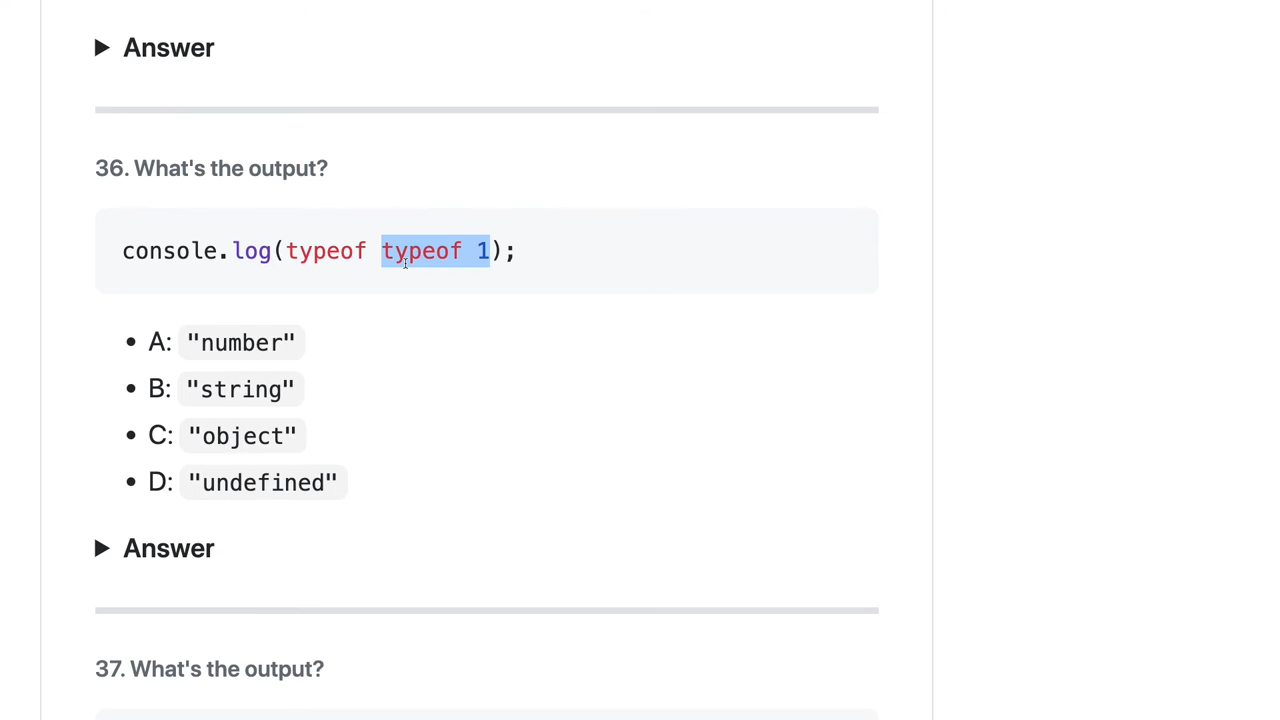 Answer
36. What's the output?
console.log(typeof typeof 1);
A: "number"
B: "string"
C: "object"
D: "undefined"
Answer
37. What's the output?